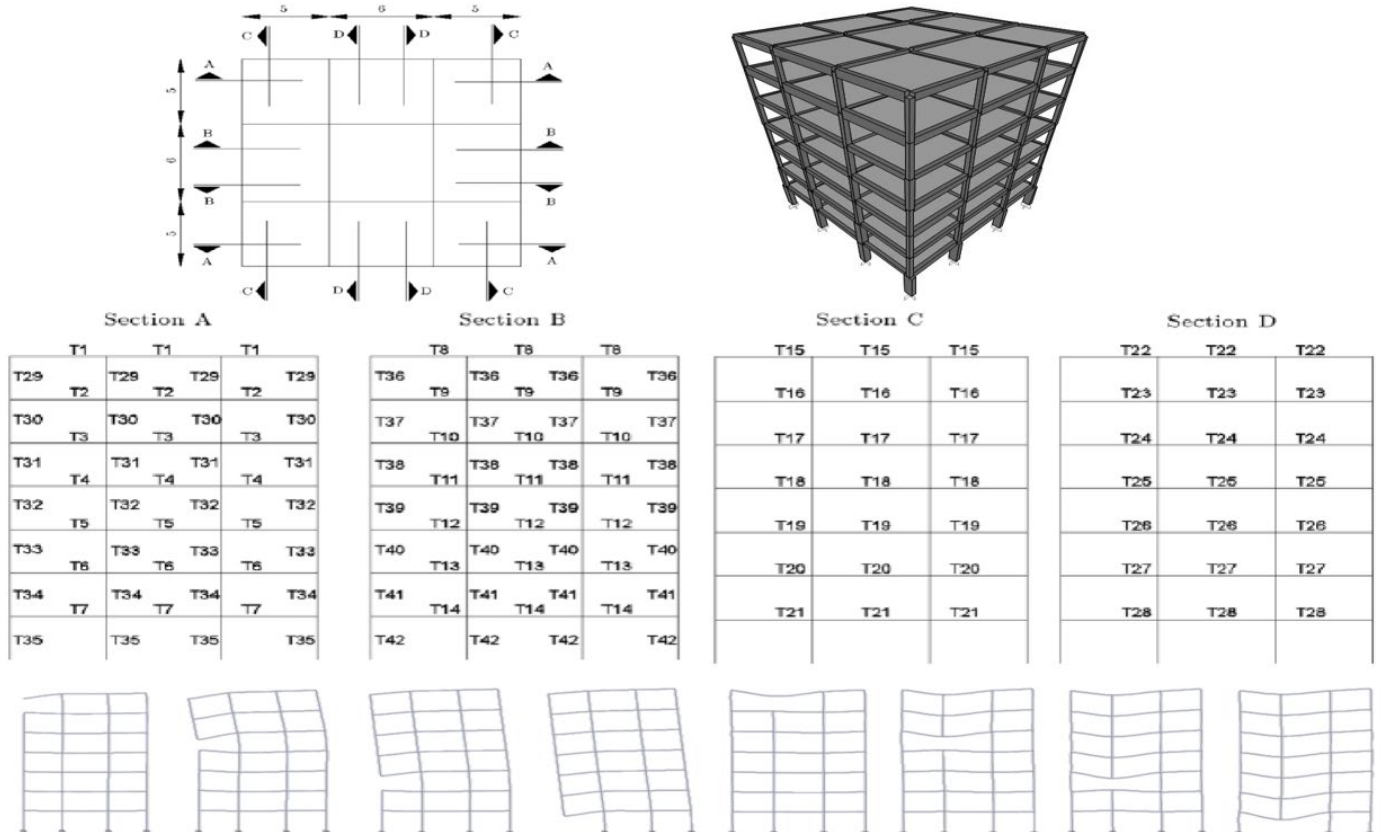 5 6 5
C D D C
A A
5
B B
6
B B
5
A A
C D D C
Section A
T1 T1 T1
T29 T29 T29 T29
T2 T2 T2
T30 T30 T30 T30
T3 T3 T3
T31 T31 T31 T31
T4 T4 T4
T32 T32 T32 T32
T5 T5 T5
T33 T33 T33 T33
T6 T6 T6
T34 T34 T34 T34
T7 T7 T7
T35 T35 T35 T35
Section B
T8 T8 T8
T36 T36 T36 T36
T9 T9 T9
T37 T37 T37 T37
T10 T10 T10
T38 T38 T38 T38
T11 T11 T11
T39 T39 T39 T39
T12 T12 T12
T40 T40 T40 T40
T13 T13 T13
T41 T41 T41 T41
T14 T14 T14
T42 T42 T42 T42
Section C
T15 T15 T15
T16 T16 T16
T17 T17 T17
T18 T18 T18
T19 T19 T19
T20 T20 T20
T21 T21 T21
Section D
T22 T22 T22
T23 T23 T23
T24 T24 T24
T25 T25 T25
T26 T26 T26
T27 T27 T27
T28 T28 T28